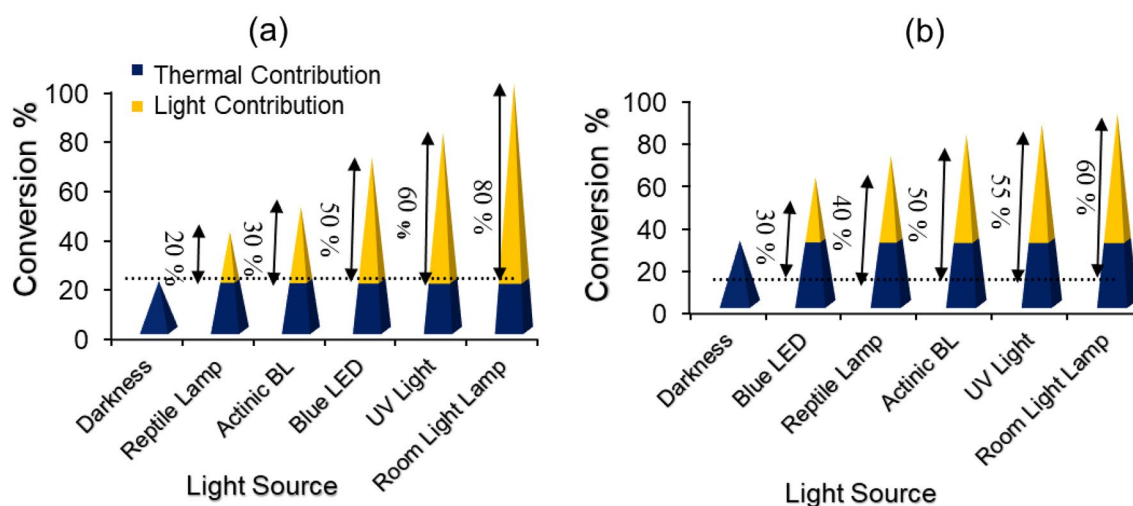 (a)
Thermal Contribution
Light Contribution
Conversion %
100
80
60
40
20
0
20 %
30 %
50 %
60 %
80 %
Darkness
Reptile Lamp
Actinic BL
Blue LED
UV Light
Room Light Lamp
Light Source
(b)
Conversion %
100
80
60
40
20
0
30 %
40 %
50 %
55 %
60 %
Darkness
Blue LED
Reptile Lamp
Actinic BL
UV Light
Room Light Lamp
Light Source